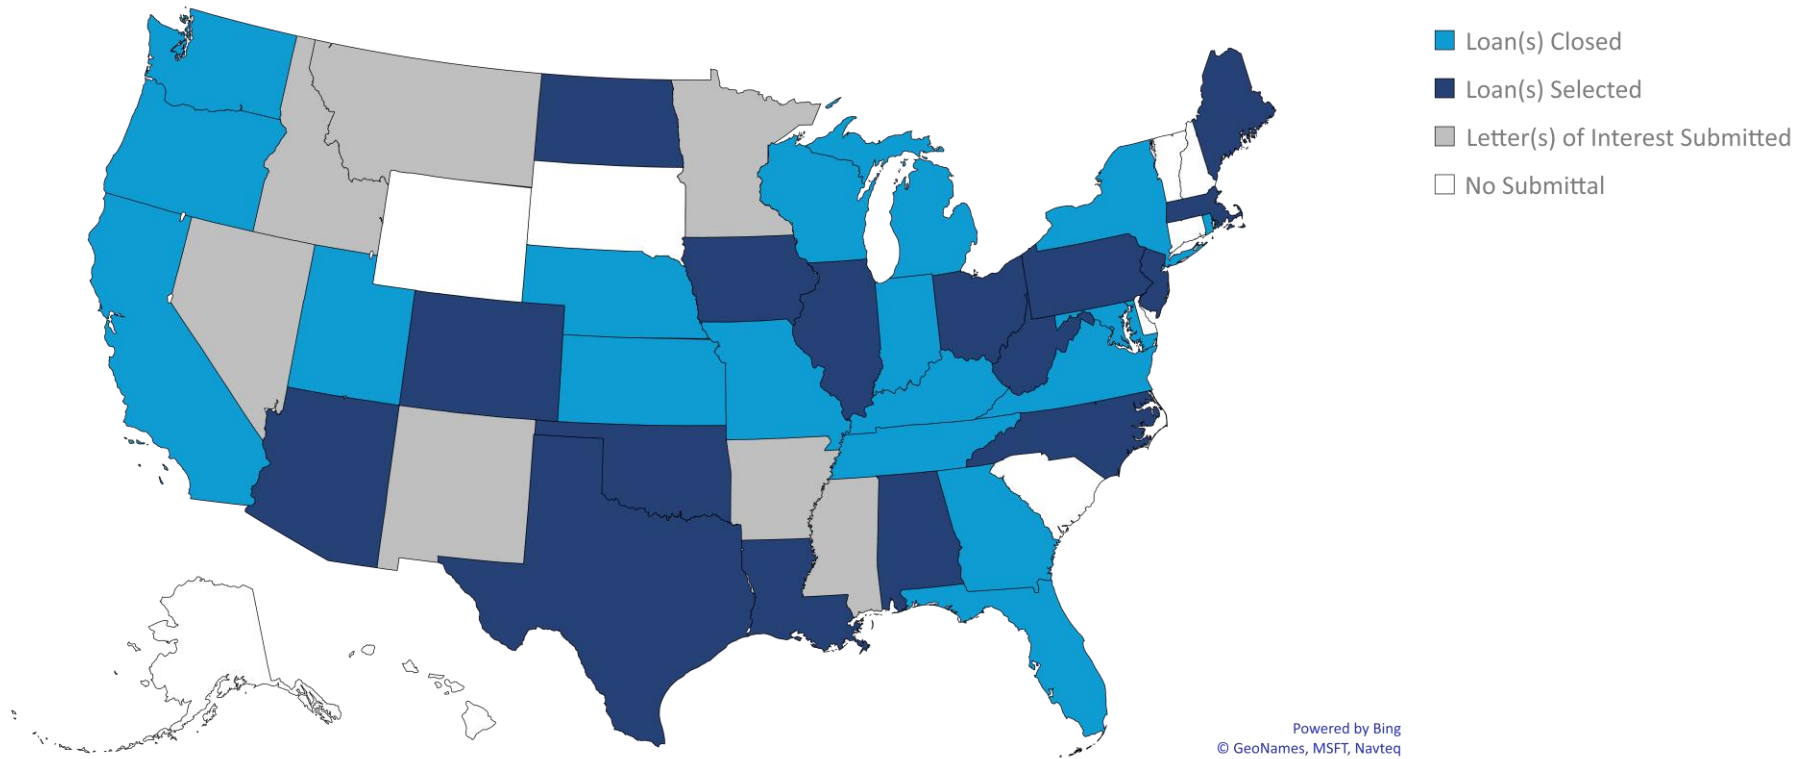 Loan(s) Closed
Loan(s) Selected
Letter(s) of Interest Submitted
No Submittal
Powered by Bing
© GeoNames, MSFT, Navteq